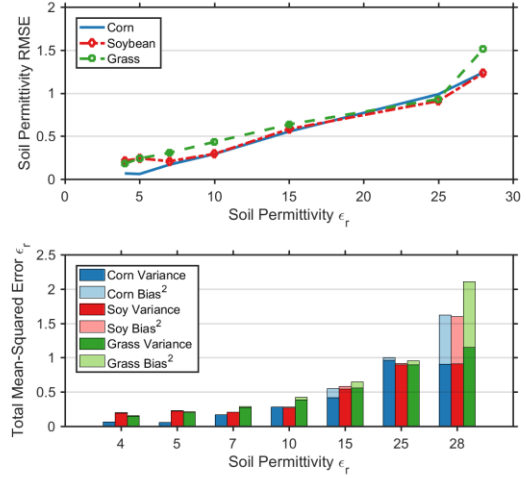 2
1.5
1
0.5
0
Soil Permittivity RMSE
Corn
Soybean
Grass
0 5 10 15 20 25 30
Soil Permittivity ϵr
2.5
2
1.5
1
0.5
0
Total Mean-Squared Error ϵr
Corn Variance
Corn Bias²
Soy Variance
Soy Bias²
Grass Variance
Grass Bias²
4 5 7 10 15 25 28
Soil Permittivity ϵr